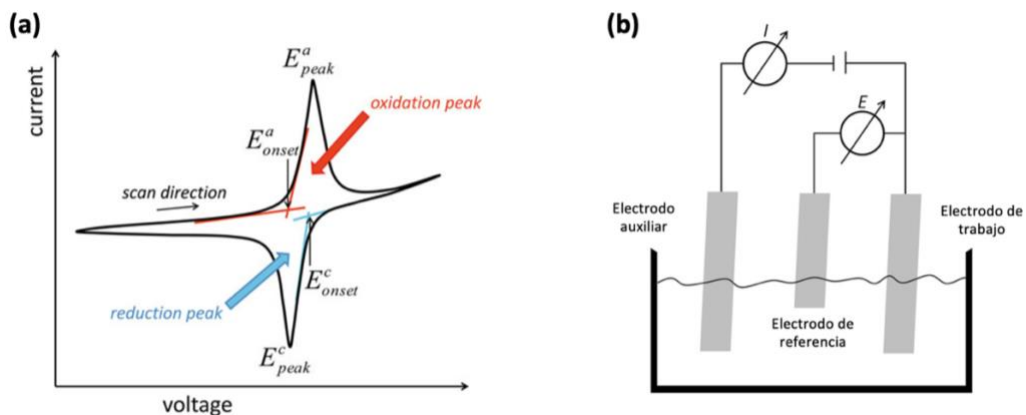 (a)
current
E^a_peak
oxidation peak
E^a_onset
scan direction
E^c_onset
reduction peak
E^c_peak
voltage
(b)
I
E
Electrodo
auxiliar
Electrodo de
trabajo
Electrodo de
referencia